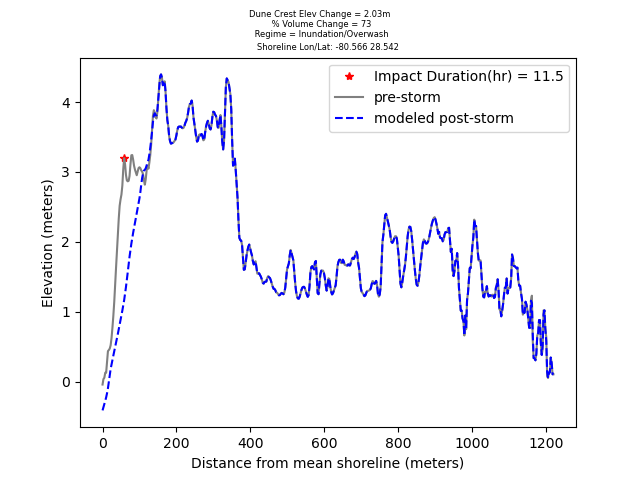 Dune Crest Elev Change = 2.03m
% Volume Change = 73
Regime = Inundation/Overwash
Shoreline Lon/Lat: -80.566 28.542
Impact Duration(hr) = 11.5
pre-storm
modeled post-storm
Elevation (meters)
4
3
2
1
0
0 200 400 600 800 1000 1200
Distance from mean shoreline (meters)